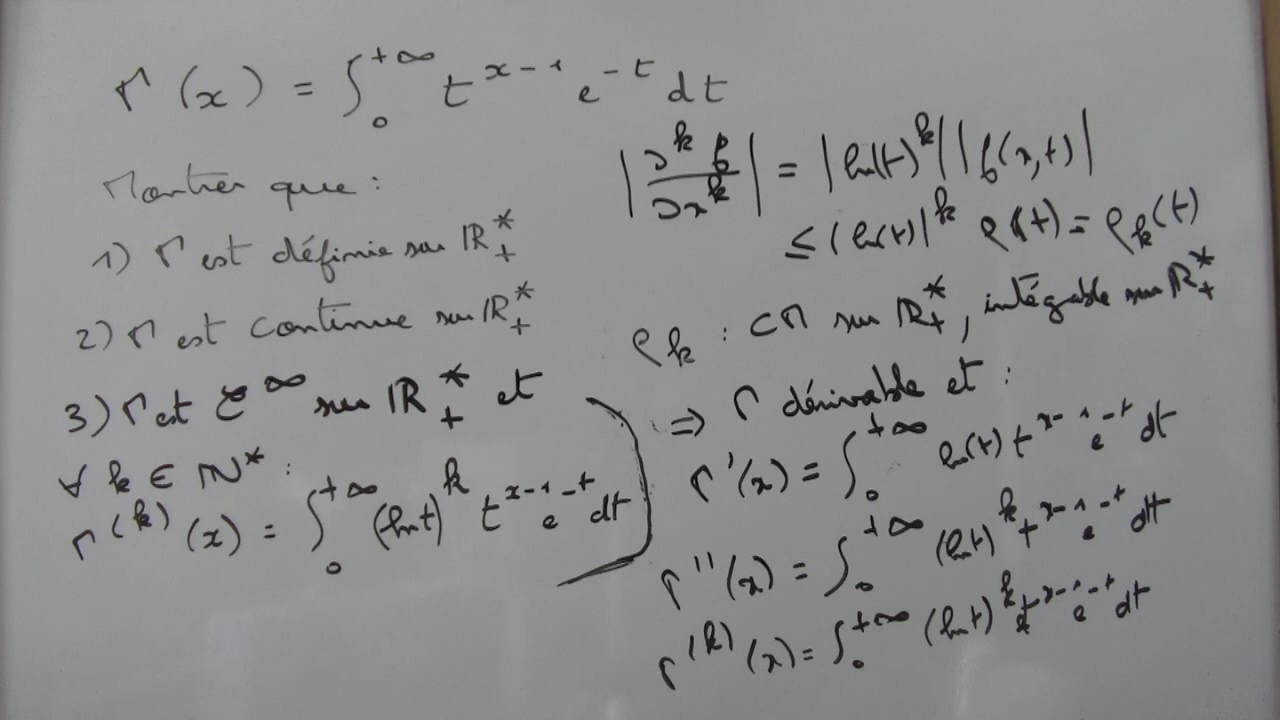 Γ(x) = ∫₀^{+∞} t^{x-1} e^{-t} dt
Montrer que :
1) Γ est définie sur ℝ₊*
2) Γ est continue sur ℝ₊*
3) Γ est C^∞ sur ℝ₊* et
∀ k ∈ ℕ* :
Γ^{(k)}(x) = ∫₀^{+∞} (ln t)^k t^{x-1} e^{-t} dt
|∂^k f / ∂x^k| = |ln(t)^k| |f(x,t)|
≤ |ln(t)|^k φ(t) = φ_k(t)
φ_k : CM sur ℝ₊*, intégrable sur ℝ₊*
⇒ Γ dérivable et :
Γ'(x) = ∫₀^{+∞} ln(t) t^{x-1} e^{-t} dt
Γ''(x) = ∫₀^{+∞} (ln t)^k t^{x-1} e^{-t} dt
Γ^{(k)}(x) = ∫₀^{+∞} (ln t)^k t^{x-1} e^{-t} dt